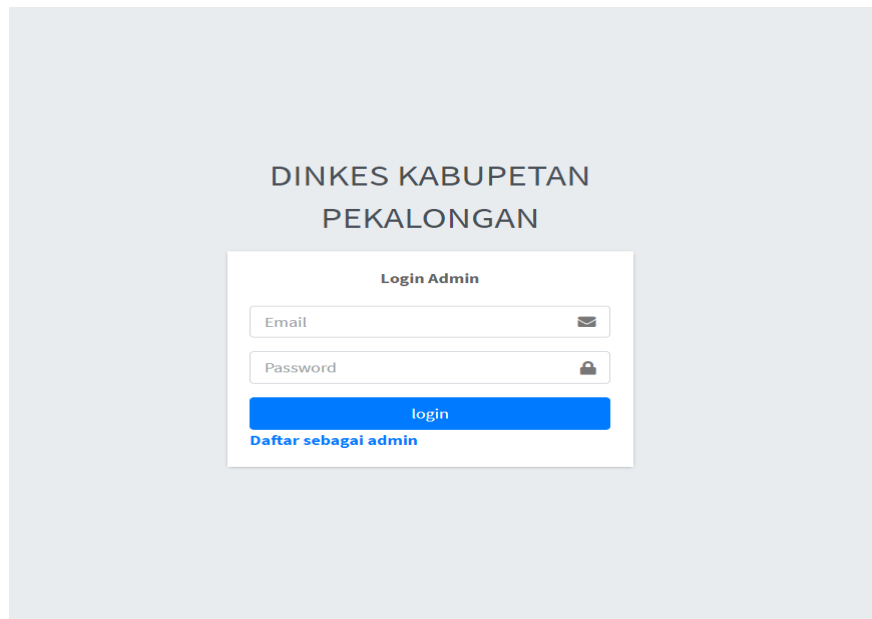 DINKES KABUPETAN
PEKALONGAN
Login Admin
Email
Password
login
Daftar sebagai admin